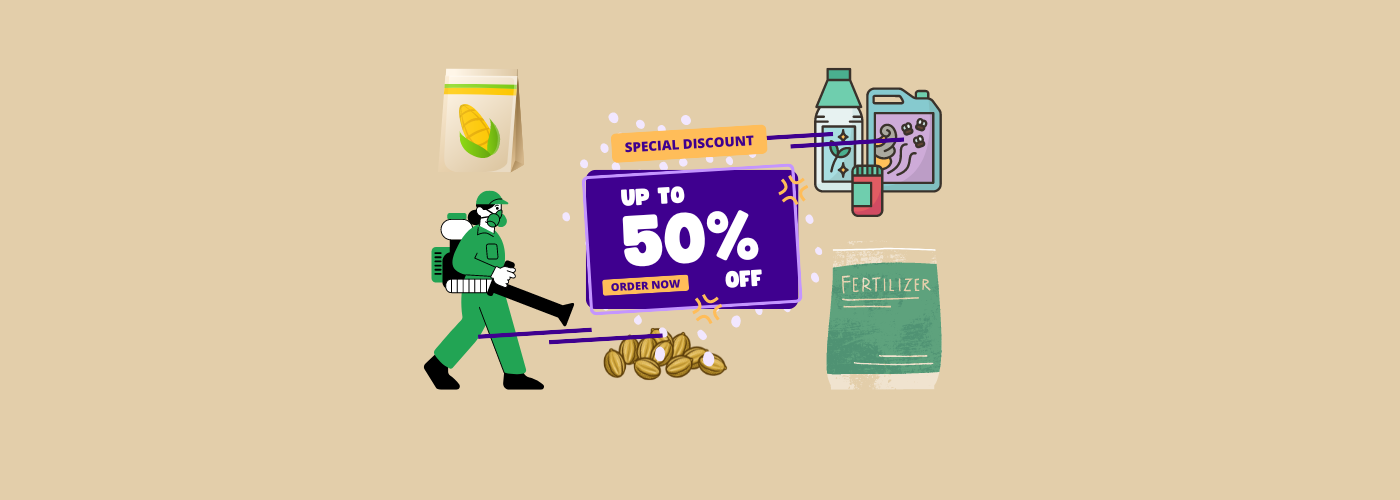 SPECIAL DISCOUNT
UP TO
50%
OFF
ORDER NOW
FERTILIZER